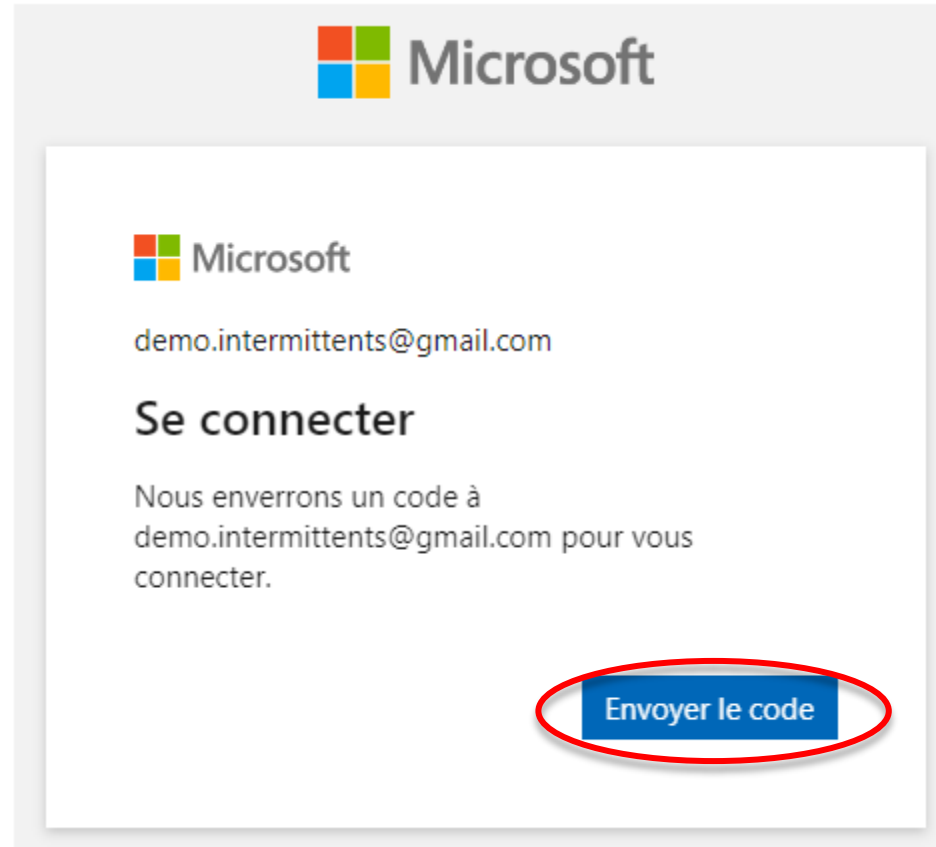 Microsoft
Microsoft
demo.intermittents@gmail.com
Se connecter
Nous enverrons un code à
demo.intermittents@gmail.com pour vous
connecter.
Envoyer le code